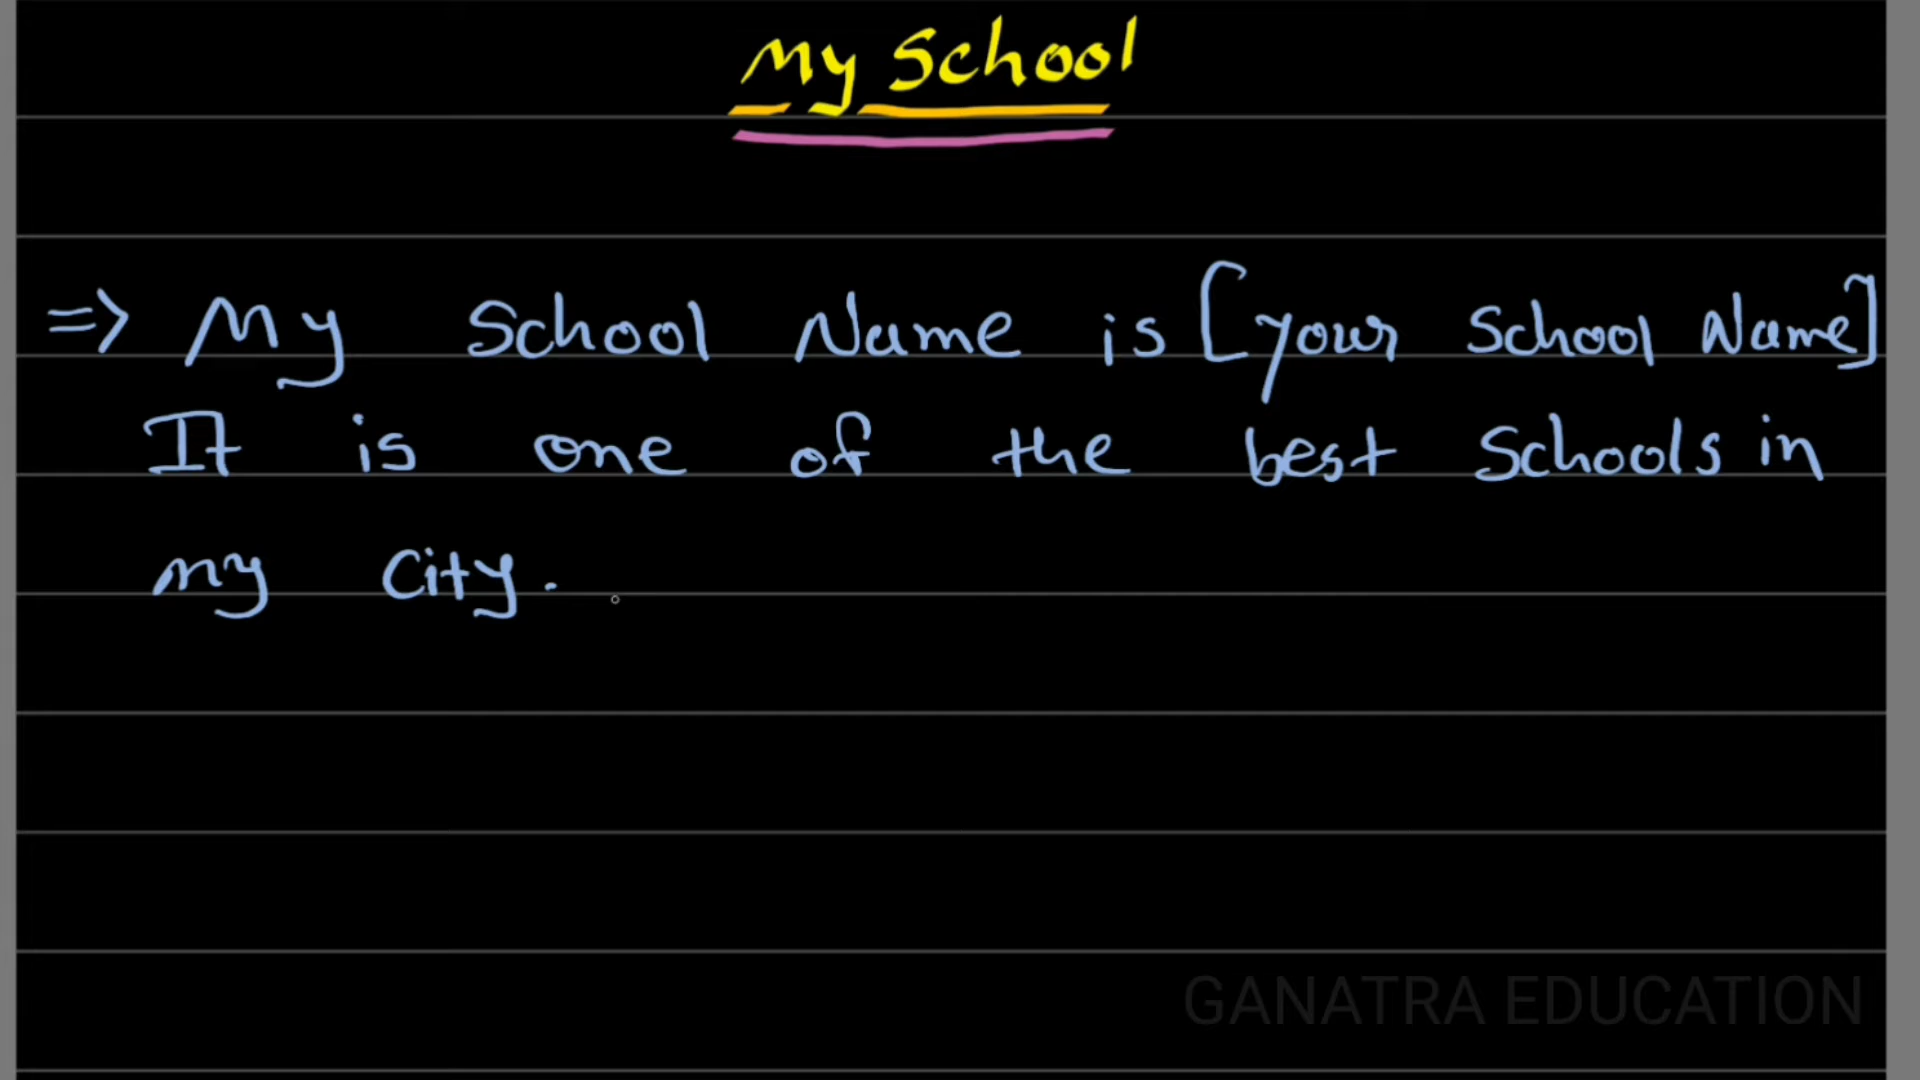 My School
=> My School Name is [your School Name]
It is one of the best Schools in
my City.
GANATRA EDUCATION